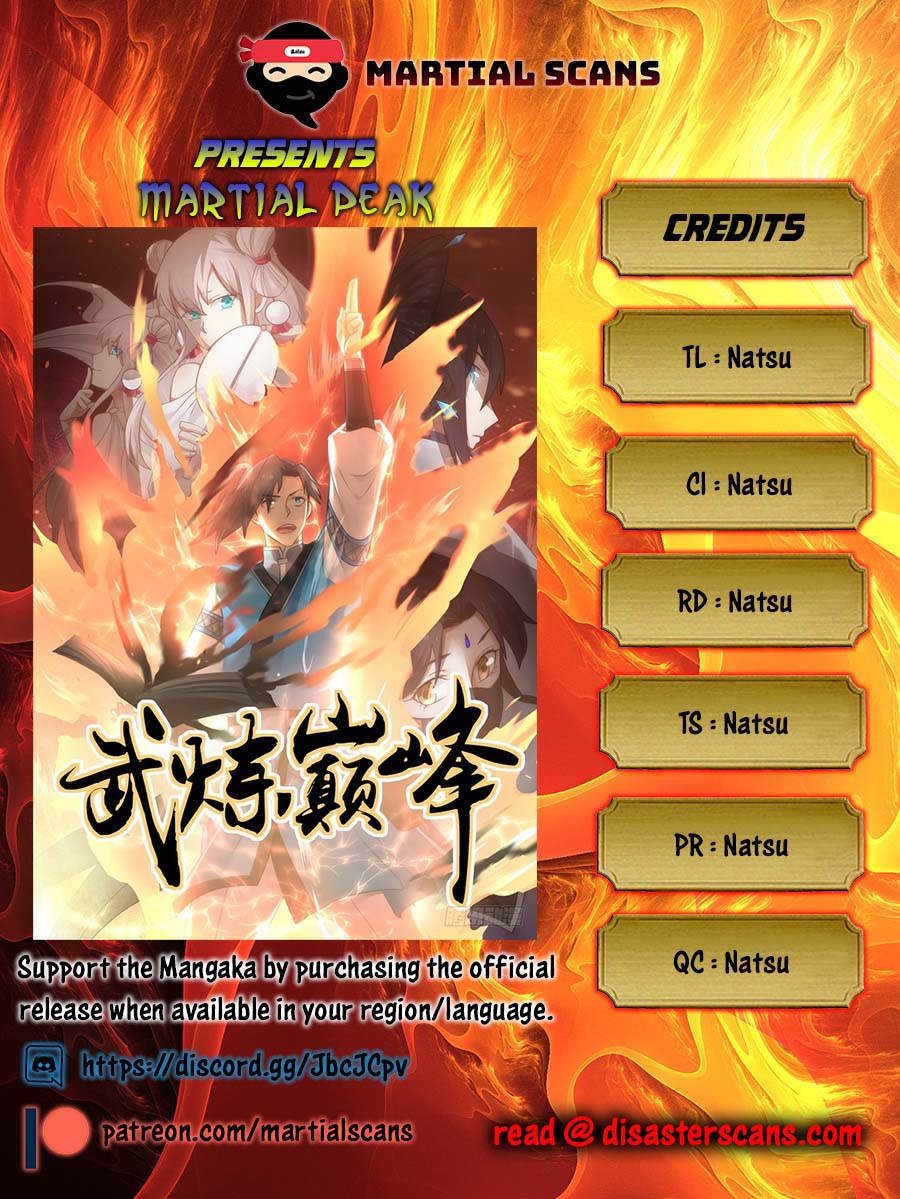 Natsu
MARTIAL SCANS
PRESENTS
MARTIAL PEAK
武炼巅峰
CREDITS
TL : Natsu
Cl : Natsu
RD : Natsu
TS : Natsu
PR : Natsu
QC : Natsu
Support the Mangaka by purchasing the official
release when available in your region/language.
https://discord.gg/JbcJCpv
patreon.com/martialscans
read @ disasterscans.com